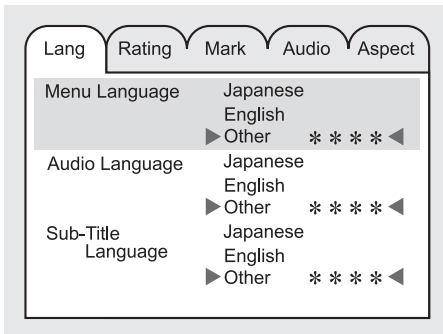 Lang Rating Mark Audio Aspect
Menu Language Japanese
English
Other ＊＊＊＊
Audio Language Japanese
English
Other ＊＊＊＊
Sub-Title Japanese
Language English
Other ＊＊＊＊